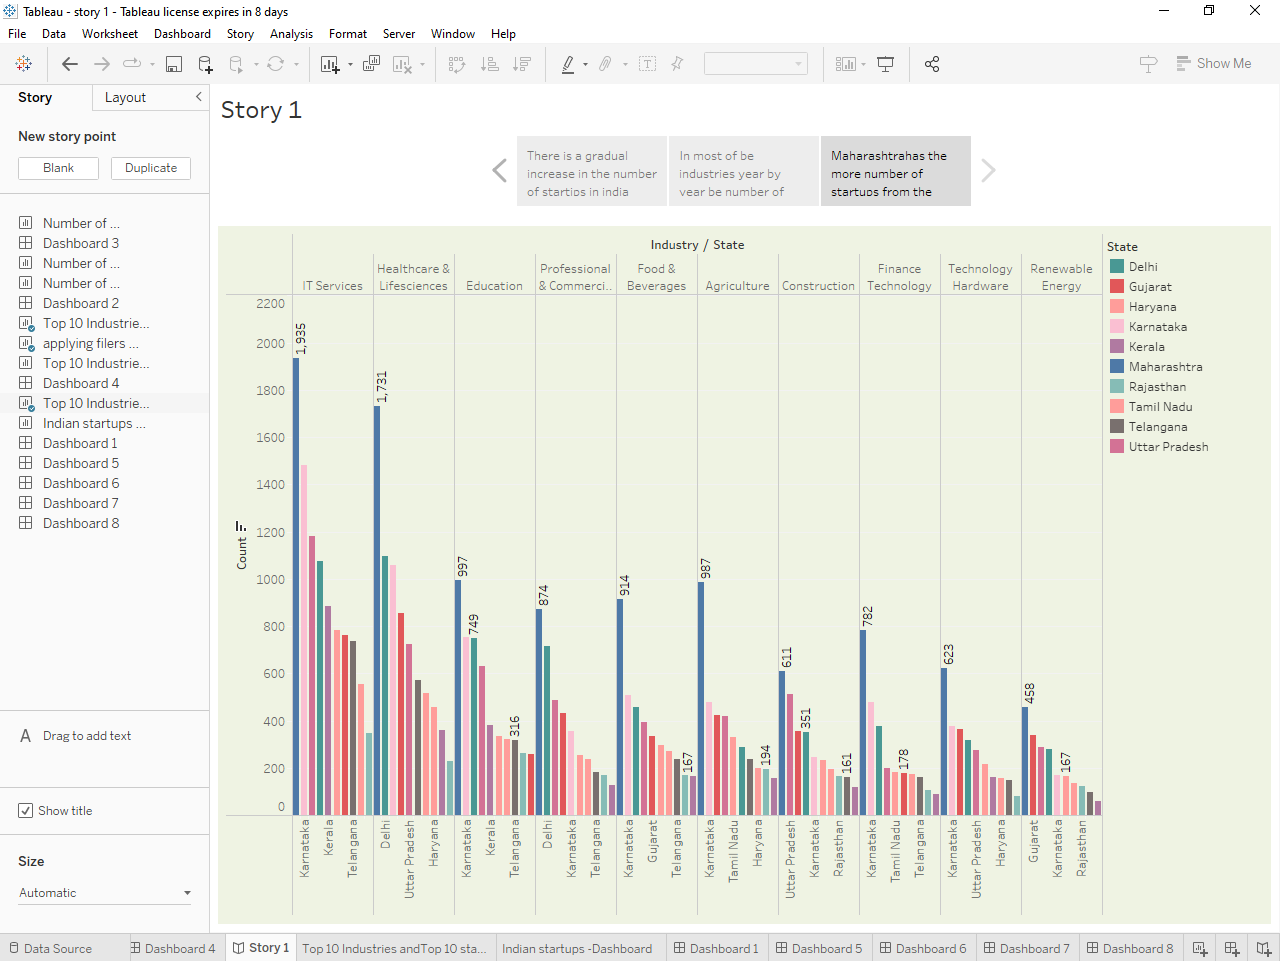 Tableau - story 1 - Tableau license expires in 8 days
File Data Worksheet Dashboard Story Analysis Format Server Window Help
Show Me
Story Layout
New story point
Blank Duplicate
Number of ...
Dashboard 3
Number of ...
Number of ...
Dashboard 2
Top 10 Industrie...
applying filers ...
Top 10 Industrie...
Dashboard 4
Top 10 Industrie...
Indian startups ...
Dashboard 1
Dashboard 5
Dashboard 6
Dashboard 7
Dashboard 8
A Drag to add text
Show title
Size
Automatic
Story 1
There is a gradual
increase in the number
of startips in india
In most of be
industries year by
year be number of
Maharashtrahas the
more number of
startups from the
Industry / State
IT Services
Healthcare &
Lifesciences
Education
Professional
& Commerci..
Food &
Beverages
Agriculture
Construction
Finance
Technology
Technology
Hardware
Renewable
Energy
Count
2200
2000
1800
1600
1400
1200
1000
800
600
400
200
0
1,935
1,731
997
749
316
874
914
167
987
194
611
351
161
782
178
623
458
167
Karnataka
Kerala
Telangana
Delhi
Uttar Pradesh
Haryana
Karnataka
Kerala
Telangana
Delhi
Karnataka
Telangana
Karnataka
Gujarat
Telangana
Karnataka
Tamil Nadu
Haryana
Uttar Pradesh
Karnataka
Rajasthan
Karnataka
Tamil Nadu
Telangana
Karnataka
Uttar Pradesh
Haryana
Gujarat
Karnataka
Rajasthan
State
Delhi
Gujarat
Haryana
Karnataka
Kerala
Maharashtra
Rajasthan
Tamil Nadu
Telangana
Uttar Pradesh
Data Source Dashboard 4 Story 1 Top 10 Industries andTop 10 sta... Indian startups -Dashboard Dashboard 1 Dashboard 5 Dashboard 6 Dashboard 7 Dashboard 8